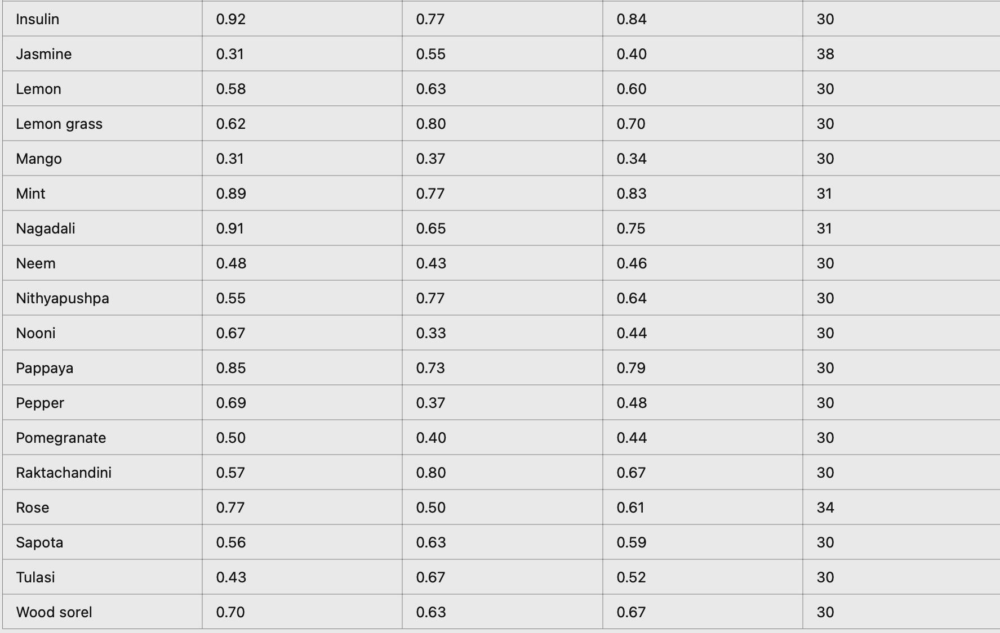 Insulin 0.92 0.77 0.84 30
Jasmine 0.31 0.55 0.40 38
Lemon 0.58 0.63 0.60 30
Lemon grass 0.62 0.80 0.70 30
Mango 0.31 0.37 0.34 30
Mint 0.89 0.77 0.83 31
Nagadali 0.91 0.65 0.75 31
Neem 0.48 0.43 0.46 30
Nithyapushpa 0.55 0.77 0.64 30
Nooni 0.67 0.33 0.44 30
Pappaya 0.85 0.73 0.79 30
Pepper 0.69 0.37 0.48 30
Pomegranate 0.50 0.40 0.44 30
Raktachandini 0.57 0.80 0.67 30
Rose 0.77 0.50 0.61 34
Sapota 0.56 0.63 0.59 30
Tulasi 0.43 0.67 0.52 30
Wood sorel 0.70 0.63 0.67 30